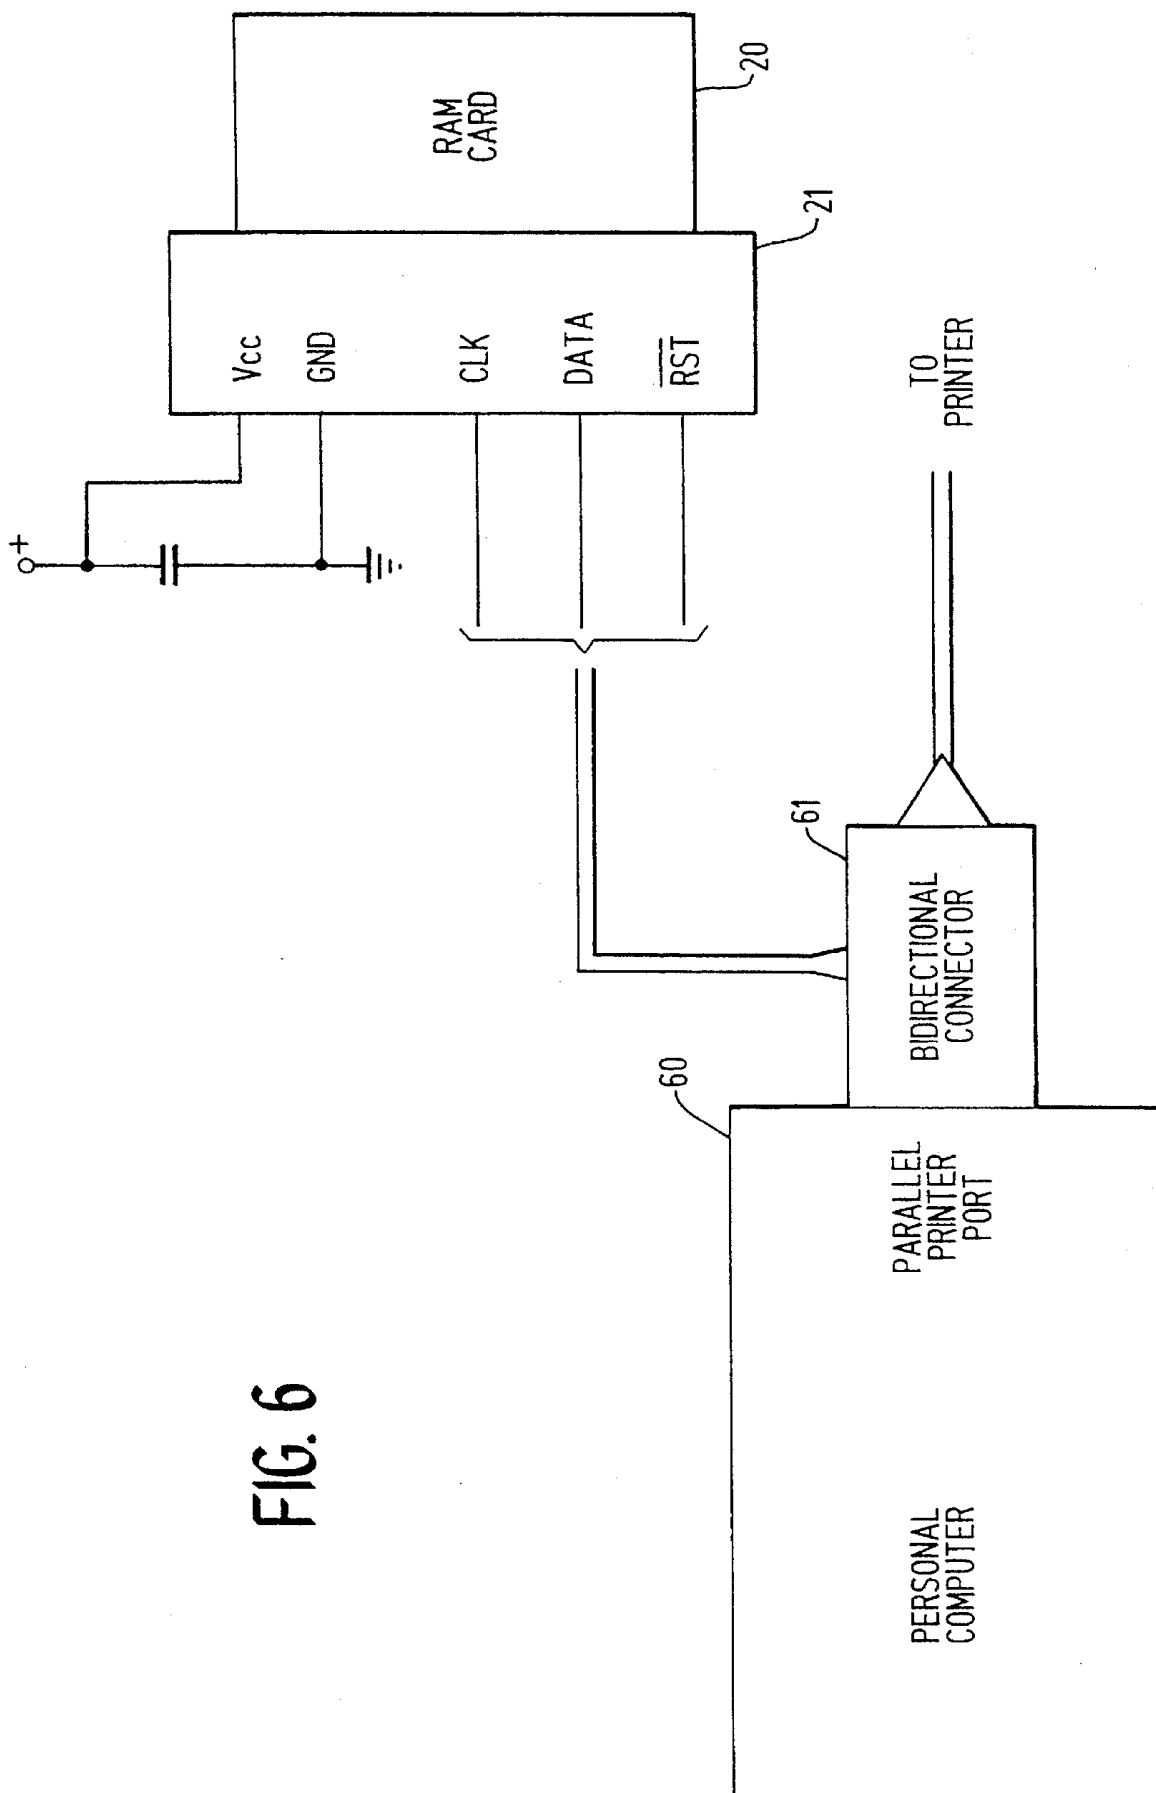 FIG. 6
+
Vcc
GND
CLK
DATA
R̅S̅T̅
RAM
CARD
20
21
TO
PRINTER
61
BIDIRECTIONAL
CONNECTOR
60
PARALLEL
PRINTER
PORT
PERSONAL
COMPUTER